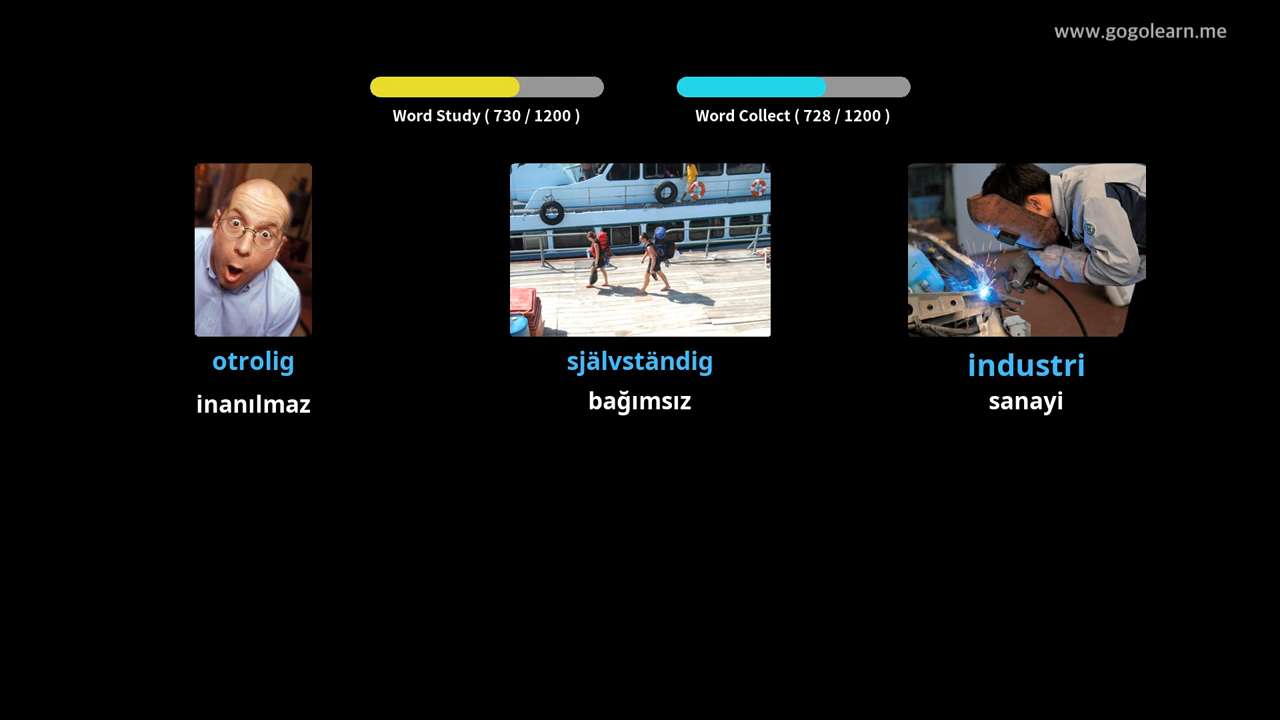 www.gogolearn.me
Word Study ( 730 / 1200 )
Word Collect ( 728 / 1200 )
otrolig
inanılmaz
självständig
bağımsız
industri
sanayi